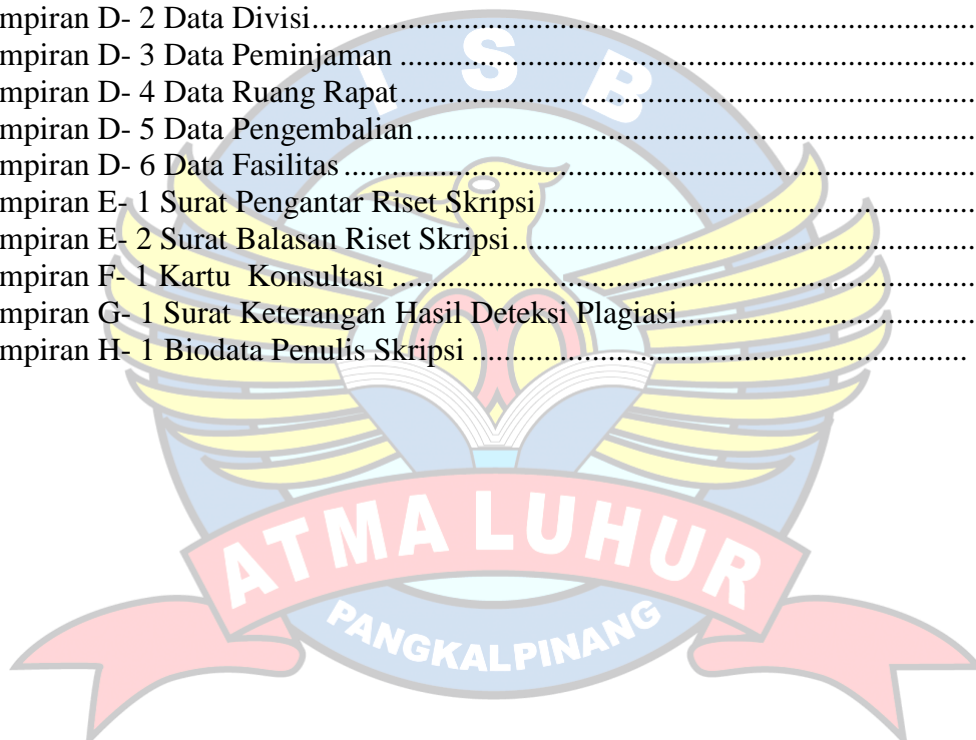 mpiran D- 2 Data Divisi..........................................................................................................
mpiran D- 3 Data Peminjaman ..........................................................................................
mpiran D- 4 Data Ruang Rapat..........................................................................................
mpiran D- 5 Data Pengembalian.......................................................................................
mpiran D- 6 Data Fasilitas ...................................................................................................
mpiran E- 1 Surat Pengantar Riset Skripsi ....................................................................
mpiran E- 2 Surat Balasan Riset Skripsi.........................................................................
mpiran F- 1 Kartu  Konsultasi ...........................................................................................
mpiran G- 1 Surat Keterangan Hasil Deteksi Plagiasi..............................................
mpiran H- 1 Biodata Penulis Skripsi ..............................................................................
I S B
ATMA LUHUR
PANGKALPINANG